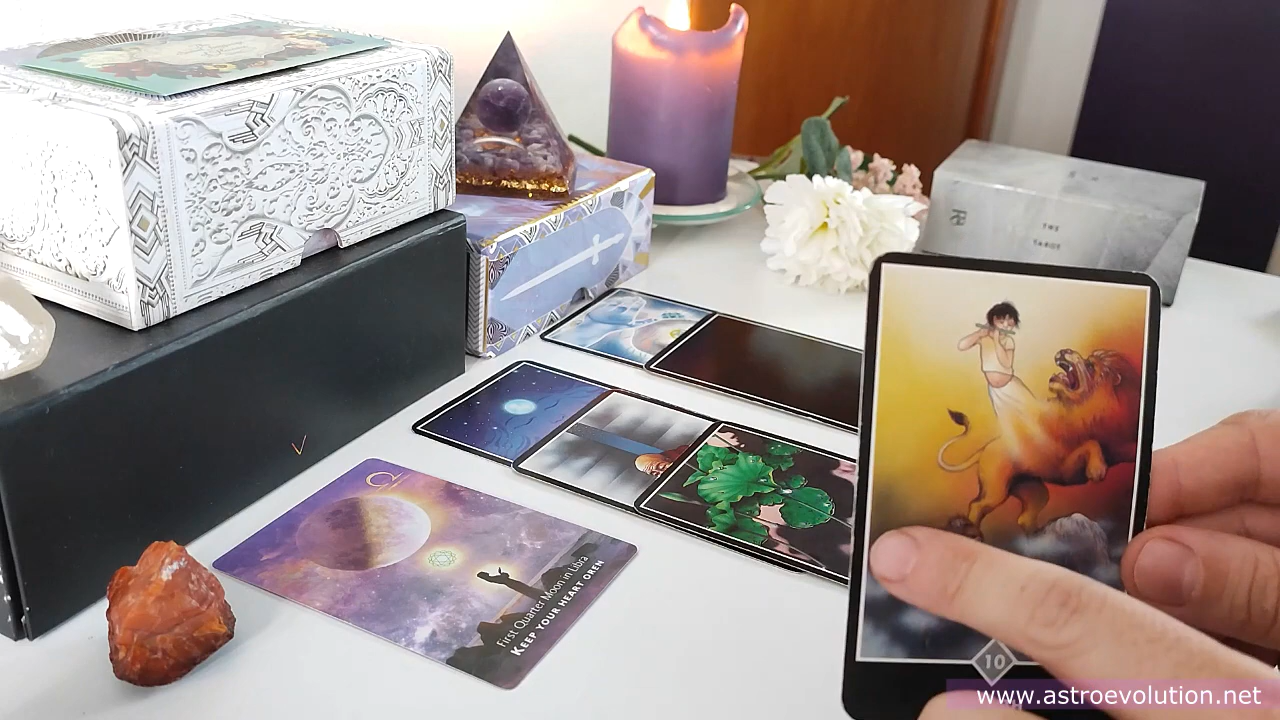 THE
TAROT
First Quarter Moon in Libra
KEEP YOUR HEART OPEN
10
www.astroevolution.net